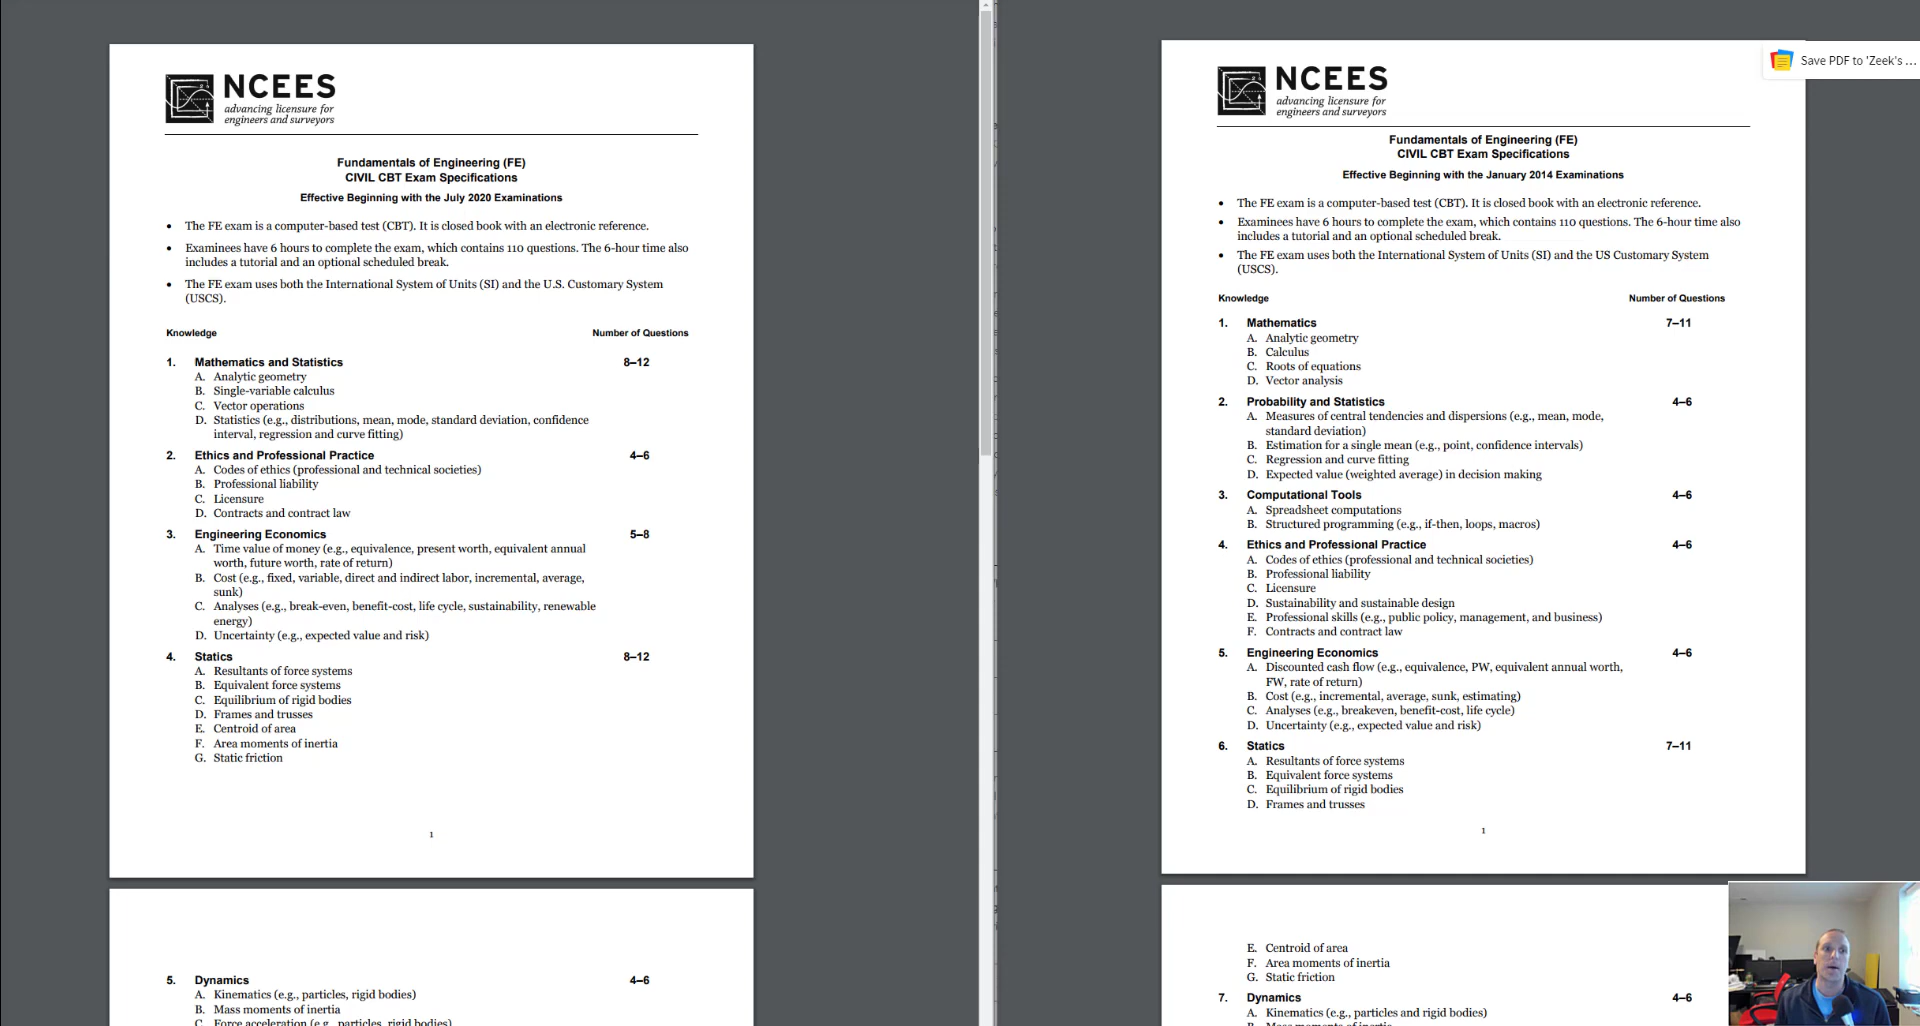 NCEES
advancing licensure for
engineers and surveyors
Fundamentals of Engineering (FE)
CIVIL CBT Exam Specifications
Effective Beginning with the July 2020 Examinations
• The FE exam is a computer-based test (CBT). It is closed book with an electronic reference.
• Examinees have 6 hours to complete the exam, which contains 110 questions. The 6-hour time also
includes a tutorial and an optional scheduled break.
• The FE exam uses both the International System of Units (SI) and the U.S. Customary System
(USCS).
Knowledge Number of Questions
1. Mathematics and Statistics 8–12
A. Analytic geometry
B. Single-variable calculus
C. Vector operations
D. Statistics (e.g., distributions, mean, mode, standard deviation, confidence
interval, regression and curve fitting)
2. Ethics and Professional Practice 4–6
A. Codes of ethics (professional and technical societies)
B. Professional liability
C. Licensure
D. Contracts and contract law
3. Engineering Economics 5–8
A. Time value of money (e.g., equivalence, present worth, equivalent annual
worth, future worth, rate of return)
B. Cost (e.g., fixed, variable, direct and indirect labor, incremental, average,
sunk)
C. Analyses (e.g., break-even, benefit-cost, life cycle, sustainability, renewable
energy)
D. Uncertainty (e.g., expected value and risk)
4. Statics 8–12
A. Resultants of force systems
B. Equivalent force systems
C. Equilibrium of rigid bodies
D. Frames and trusses
E. Centroid of area
F. Area moments of inertia
G. Static friction
1
5. Dynamics 4–6
A. Kinematics (e.g., particles, rigid bodies)
B. Mass moments of inertia
C. Force acceleration (e.g., particles, rigid bodies)
Save PDF to 'Zeek's ...
NCEES
advancing licensure for
engineers and surveyors
Fundamentals of Engineering (FE)
CIVIL CBT Exam Specifications
Effective Beginning with the January 2014 Examinations
• The FE exam is a computer-based test (CBT). It is closed book with an electronic reference.
• Examinees have 6 hours to complete the exam, which contains 110 questions. The 6-hour time also
includes a tutorial and an optional scheduled break.
• The FE exam uses both the International System of Units (SI) and the US Customary System
(USCS).
Knowledge Number of Questions
1. Mathematics 7–11
A. Analytic geometry
B. Calculus
C. Roots of equations
D. Vector analysis
2. Probability and Statistics 4–6
A. Measures of central tendencies and dispersions (e.g., mean, mode,
standard deviation)
B. Estimation for a single mean (e.g., point, confidence intervals)
C. Regression and curve fitting
D. Expected value (weighted average) in decision making
3. Computational Tools 4–6
A. Spreadsheet computations
B. Structured programming (e.g., if-then, loops, macros)
4. Ethics and Professional Practice 4–6
A. Codes of ethics (professional and technical societies)
B. Professional liability
C. Licensure
D. Sustainability and sustainable design
E. Professional skills (e.g., public policy, management, and business)
F. Contracts and contract law
5. Engineering Economics 4–6
A. Discounted cash flow (e.g., equivalence, PW, equivalent annual worth,
FW, rate of return)
B. Cost (e.g., incremental, average, sunk, estimating)
C. Analyses (e.g., breakeven, benefit-cost, life cycle)
D. Uncertainty (e.g., expected value and risk)
6. Statics 7–11
A. Resultants of force systems
B. Equivalent force systems
C. Equilibrium of rigid bodies
D. Frames and trusses
1
E. Centroid of area
F. Area moments of inertia
G. Static friction
7. Dynamics 4–6
A. Kinematics (e.g., particles and rigid bodies)
B. Mass moments of inertia